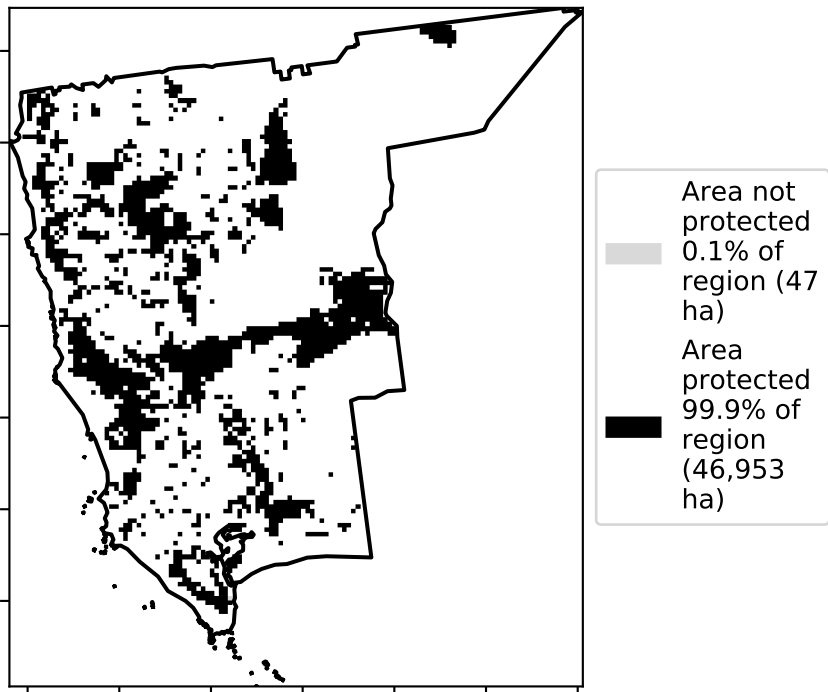 Area not
protected
0.1% of
region (47
ha)
Area
protected
99.9% of
region
(46,953
ha)